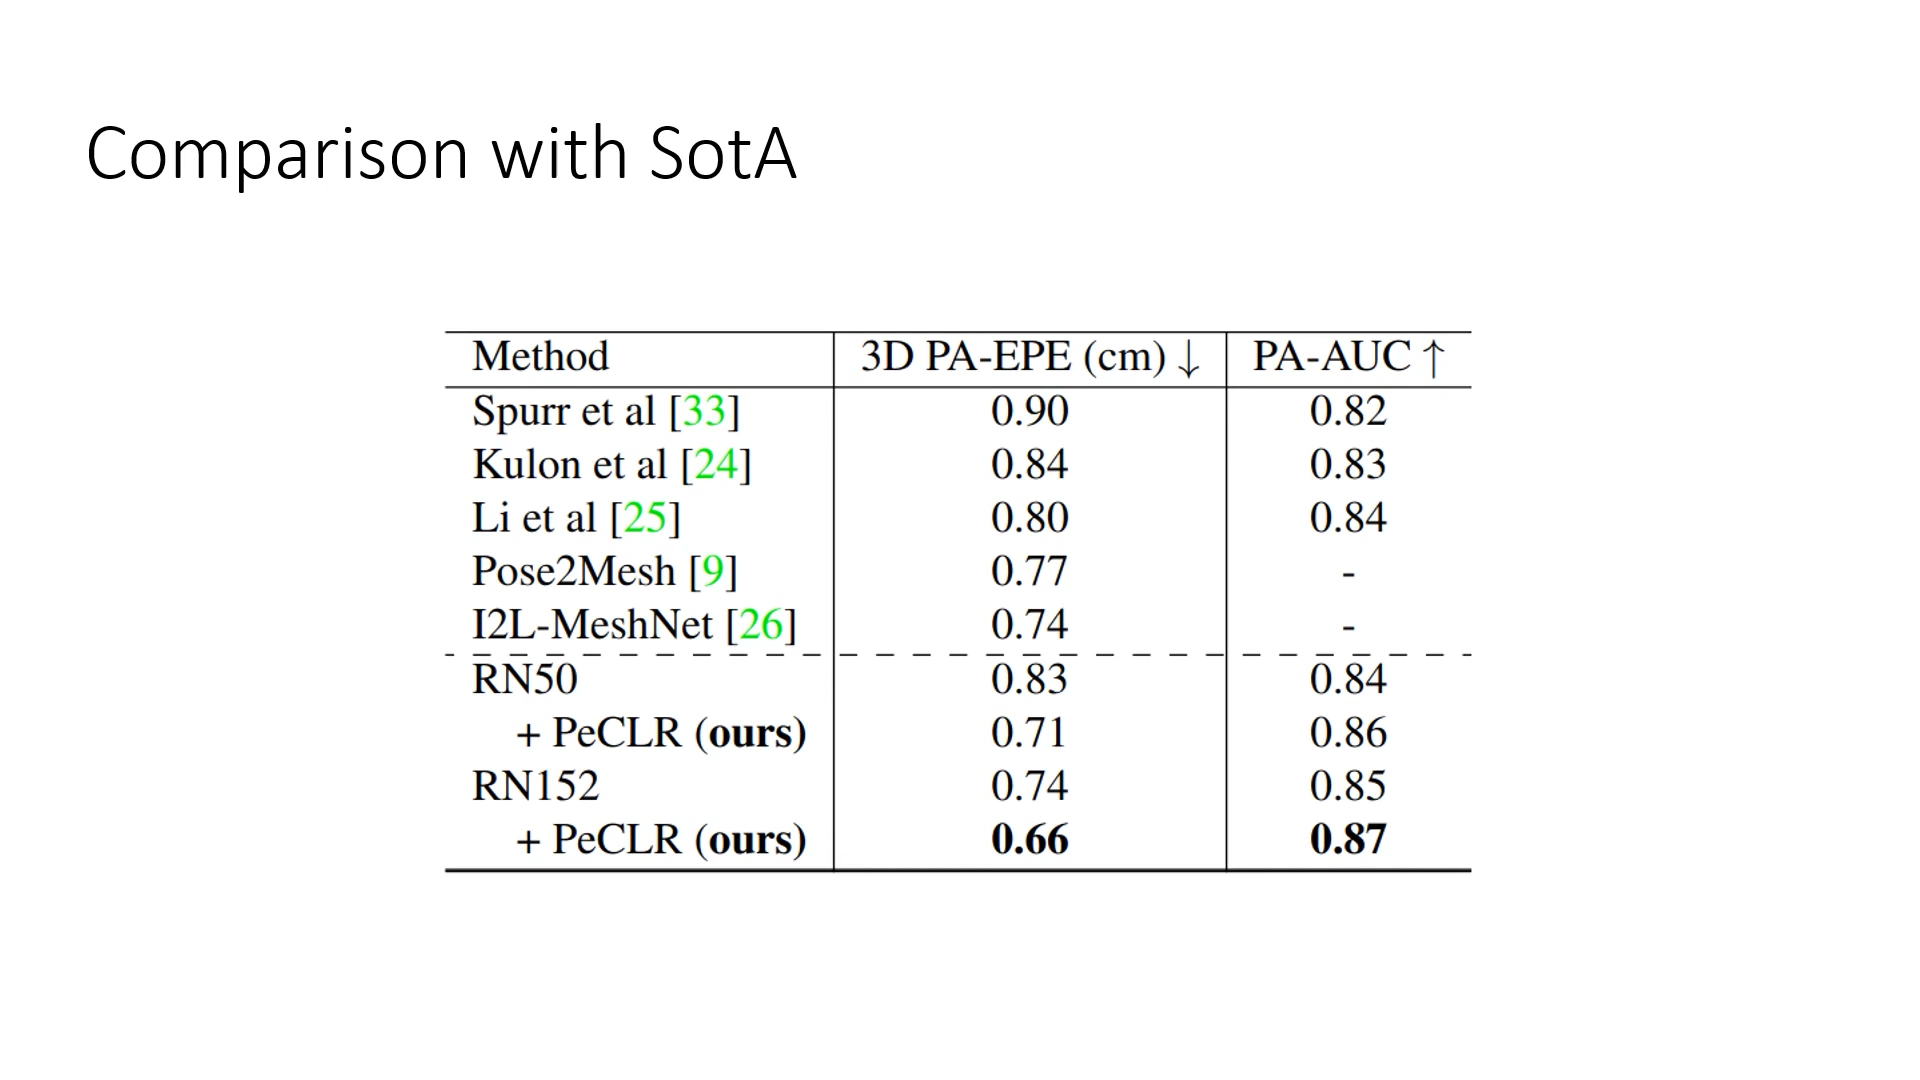 Comparison with SotA
Method 3D PA-EPE (cm) ↓ PA-AUC ↑
Spurr et al [33] 0.90 0.82
Kulon et al [24] 0.84 0.83
Li et al [25] 0.80 0.84
Pose2Mesh [9] 0.77 -
I2L-MeshNet [26] 0.74 -
RN50 0.83 0.84
+ PeCLR (ours) 0.71 0.86
RN152 0.74 0.85
+ PeCLR (ours) 0.66 0.87